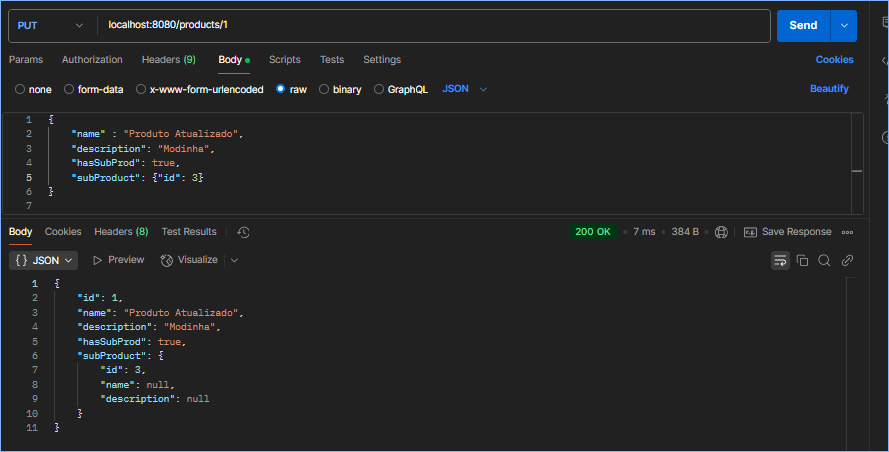 PUT localhost:8080/products/1 Send
Params Authorization Headers (9) Body Scripts Tests Settings Cookies
none form-data x-www-form-urlencoded raw binary GraphQL JSON Beautify
1 {
2 "name" : "Produto Atualizado",
3 "description": "Modinha",
4 "hasSubProd": true,
5 "subProduct": {"id": 3}
6 }
7
Body Cookies Headers (8) Test Results 200 OK 7 ms 384 B Save Response
{} JSON Preview Visualize
1 {
2 "id": 1,
3 "name": "Produto Atualizado",
4 "description": "Modinha",
5 "hasSubProd": true,
6 "subProduct": {
7 "id": 3,
8 "name": null,
9 "description": null
10 }
11 }